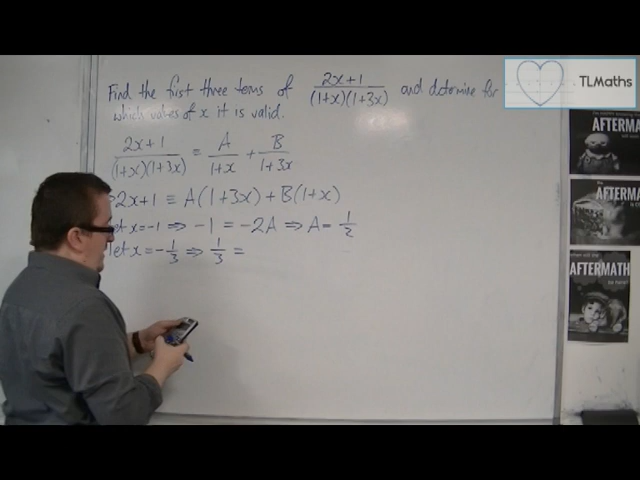 Find the first three terms of (2x+1)/((1+x)(1+3x)) and determine for
which values of x it is valid.
(2x+1)/((1+x)(1+3x)) ≡ A/(1+x) + B/(1+3x)
2x+1 ≡ A(1+3x)+B(1+x)
let x=-1 ⇒ -1 = -2A ⇒ A = 1/2
let x=-1/3 ⇒ 1/3 =
TLMaths
AFTERMAT
AFTERMA
AFTERMATH